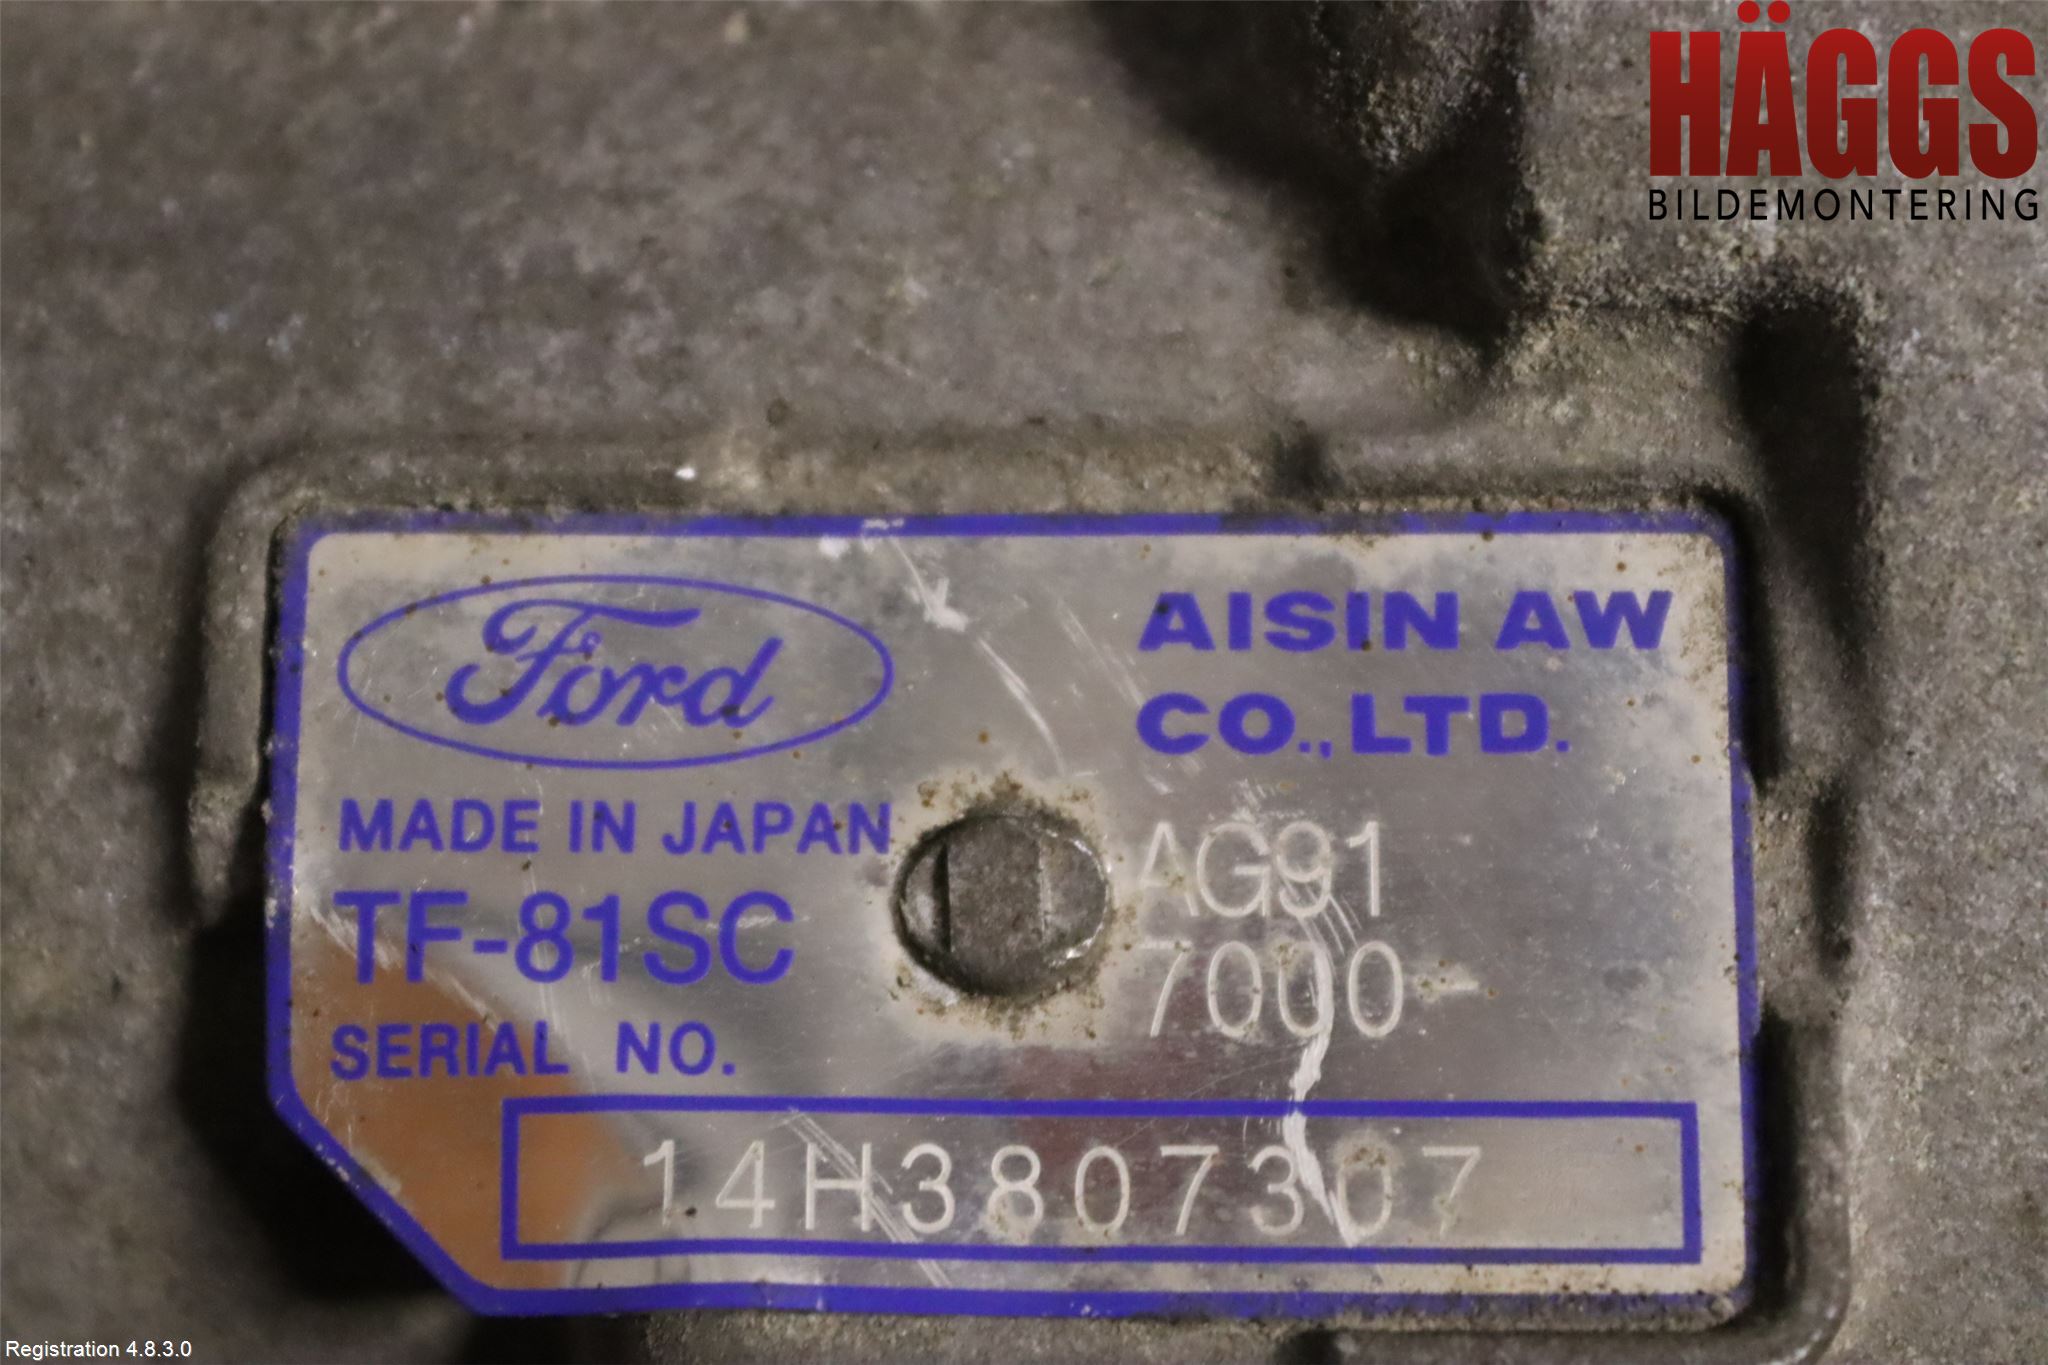 HÄGGS
BILDEMONTERING
Ford
AISIN AW
CO., LTD.
MADE IN JAPAN
AG91
TF-81SC
7000-
SERIAL NO.
14H3807307
Registration 4.8.3.0